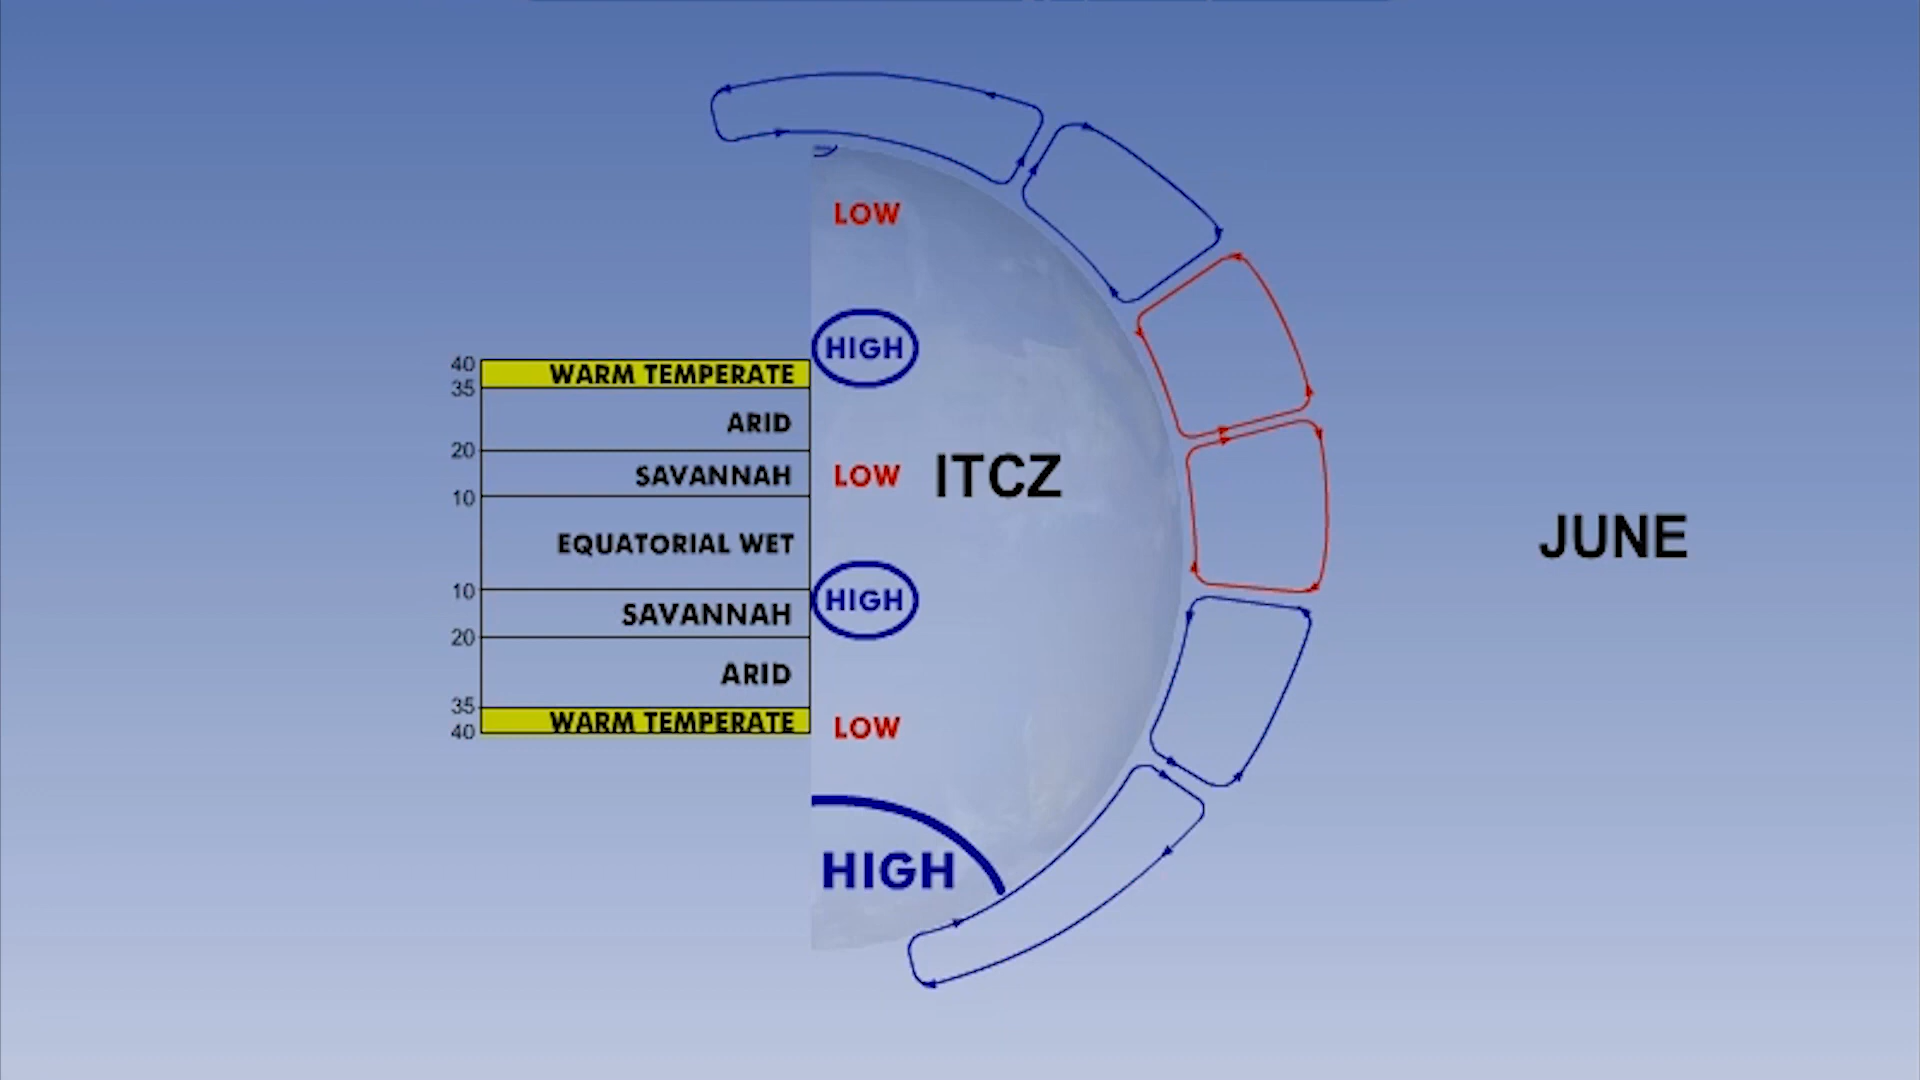 LOW
HIGH
40
WARM TEMPERATE
35
ARID
20
SAVANNAH
LOW
ITCZ
10
EQUATORIAL WET
JUNE
10
SAVANNAH
HIGH
20
ARID
35
WARM TEMPERATE
40
LOW
HIGH